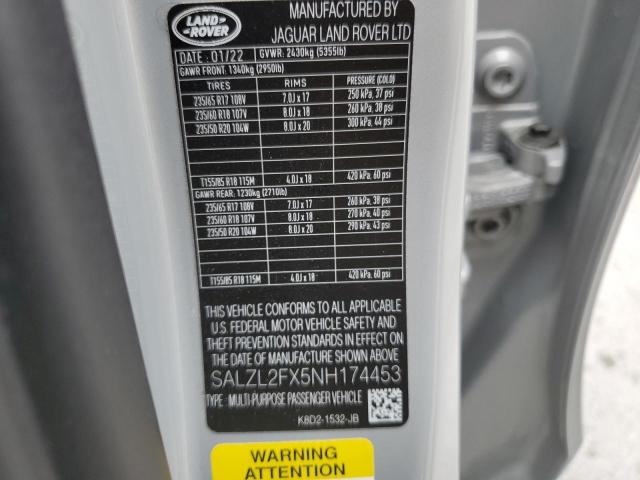 LAND
ROVER
MANUFACTURED BY
JAGUAR LAND ROVER LTD
DATE : 01/22 GVWR: 2430kg (5355lb)
GAWR FRONT: 1340kg (2950lb)
TIRES RIMS PRESSURE (COLD)
235/65 R17 108V 7.0J x 17 250 kPa, 37 psi
235/60 R18 107V 8.0J x 18 260 kPa, 38 psi
235/50 R20 104W 8.0J x 20 300 kPa, 44 psi
T155/85 R18 115M 4.0J x 18 420 kPa, 60 psi
GAWR REAR: 1230kg (2710lb)
235/65 R17 108V 7.0J x 17 260 kPa, 38 psi
235/60 R18 107V 8.0J x 18 270 kPa, 40 psi
235/50 R20 104W 8.0J x 20 290 kPa, 43 psi
T155/85 R18 115M 4.0J x 18 420 kPa, 60 psi
THIS VEHICLE CONFORMS TO ALL APPLICABLE
U.S. FEDERAL MOTOR VEHICLE SAFETY AND
THEFT PREVENTION STANDARDS IN EFFECT ON
THE DATE OF MANUFACTURE SHOWN ABOVE
SALZL2FX5NH174453
TYPE : MULTI-PURPOSE PASSENGER VEHICLE
K8D2-1532-JB
WARNING
ATTENTION